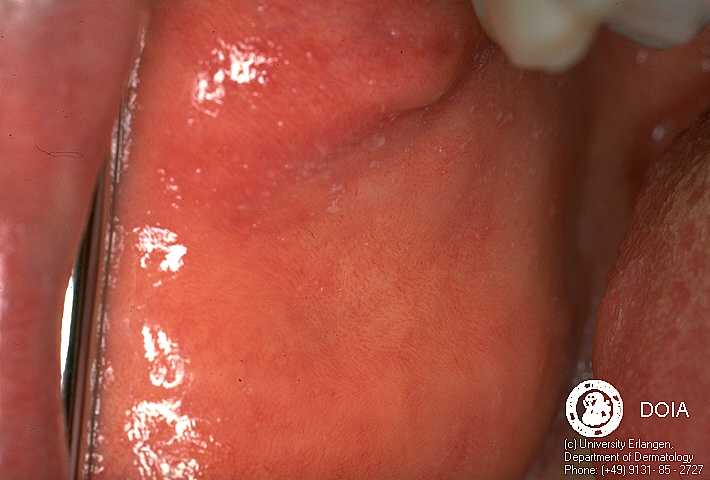 DOIA
(c) University Erlangen,
Department of Dermatology
Phone: (+49) 9131- 85 - 2727